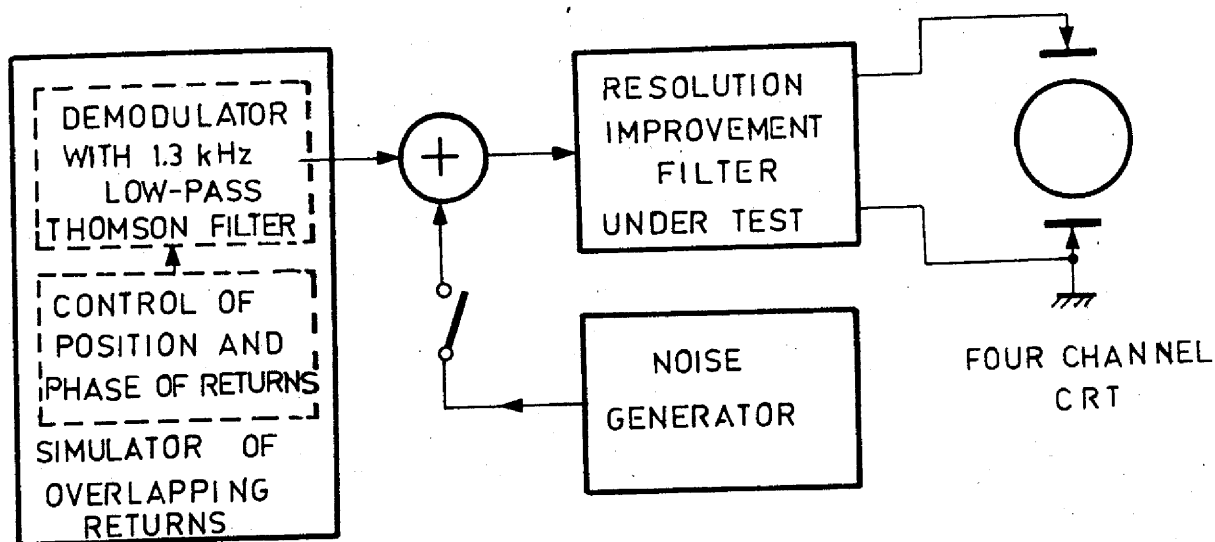 DEMODULATOR
WITH 1.3 kHz
LOW-PASS
THOMSON FILTER
CONTROL OF
POSITION AND
PHASE OF RETURNS
SIMULATOR OF
OVERLAPPING
RETURNS
+
RESOLUTION
IMPROVEMENT
FILTER
UNDER TEST
NOISE
GENERATOR
FOUR CHANNEL
CRT